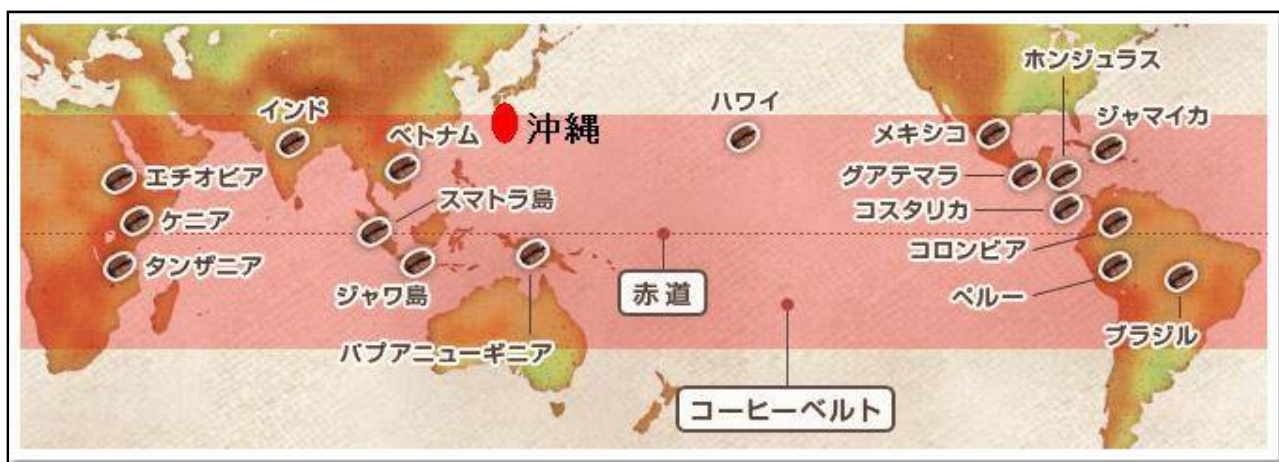 ホンジュラス
インド
ハワイ
ジャマイカ
ベトナム
沖縄
メキシコ
エチオピア
グアテマラ
スマトラ島
コスタリカ
ケニア
コロンビア
タンザニア
ジャワ島
赤道
ペルー
ブラジル
パプアニューギニア
コーヒーベルト